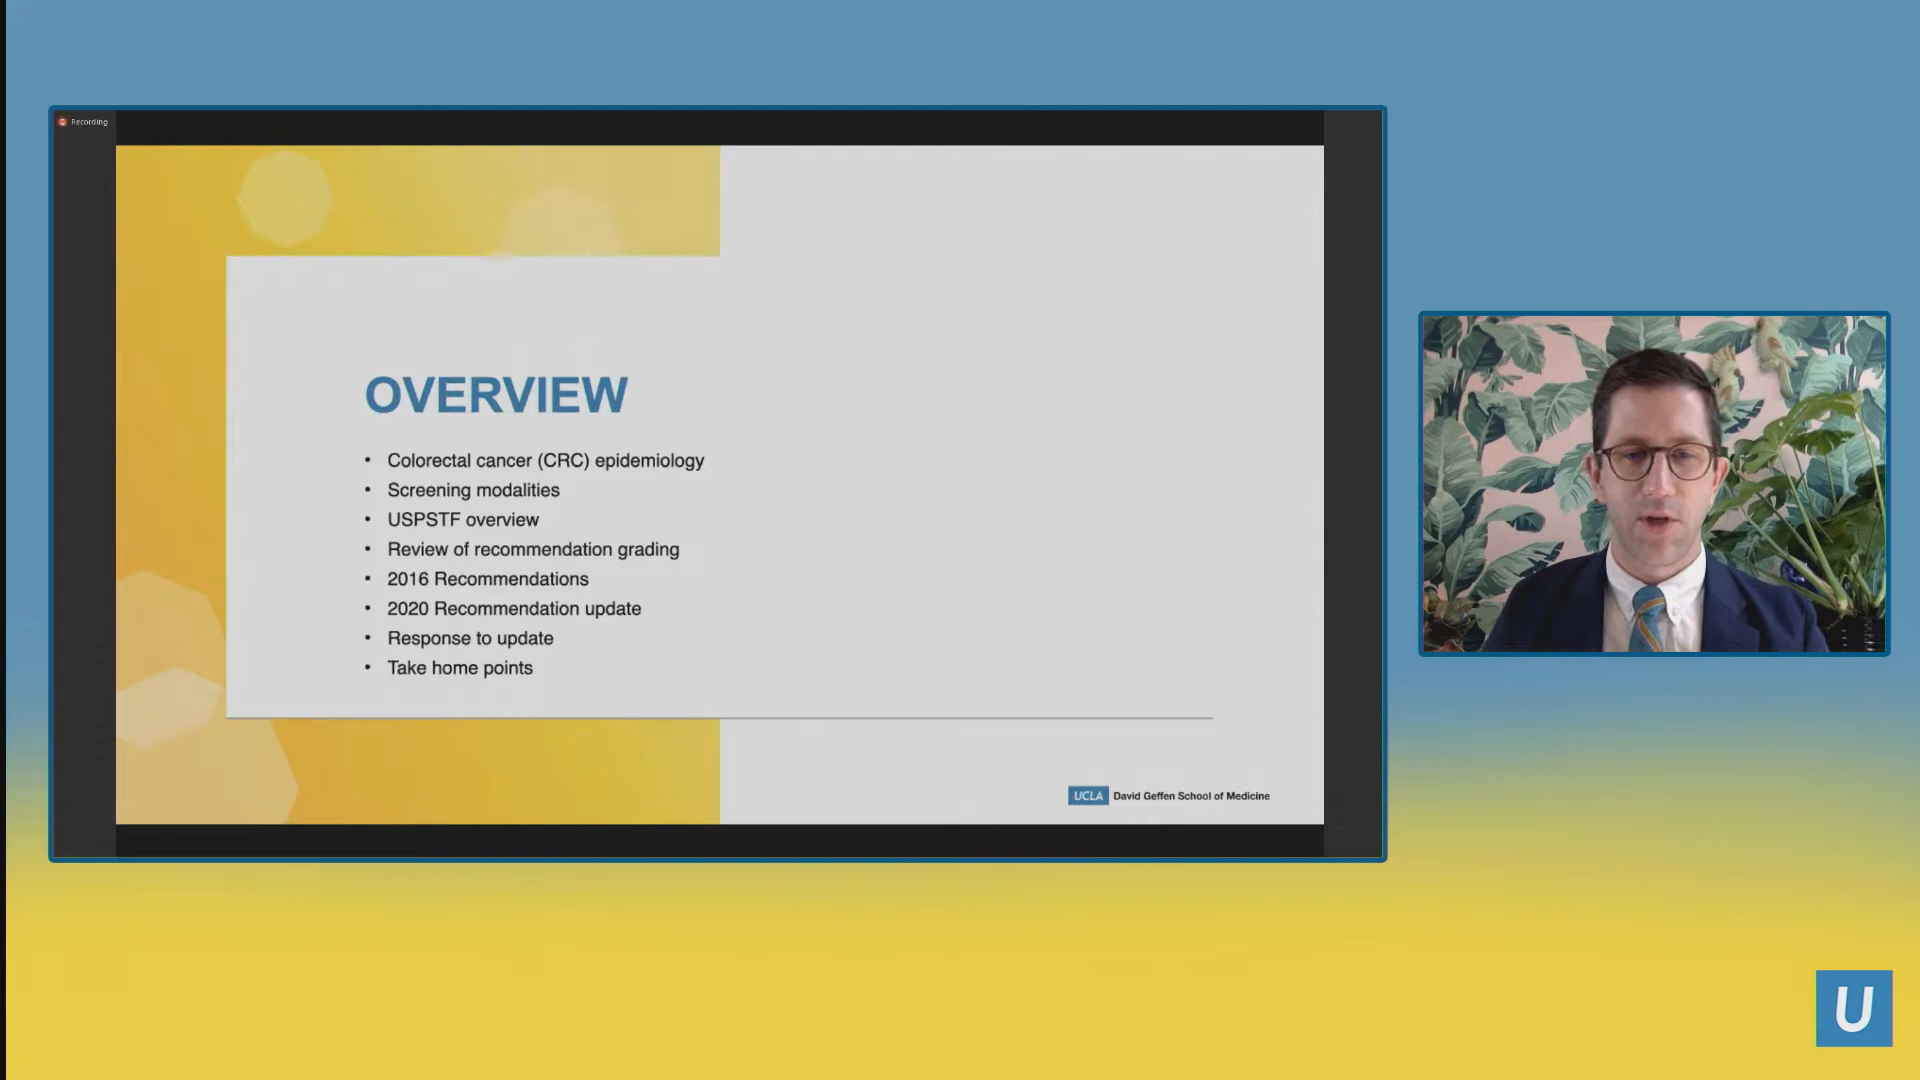 Recording
OVERVIEW
• Colorectal cancer (CRC) epidemiology
• Screening modalities
• USPSTF overview
• Review of recommendation grading
• 2016 Recommendations
• 2020 Recommendation update
• Response to update
• Take home points
UCLA David Geffen School of Medicine
U